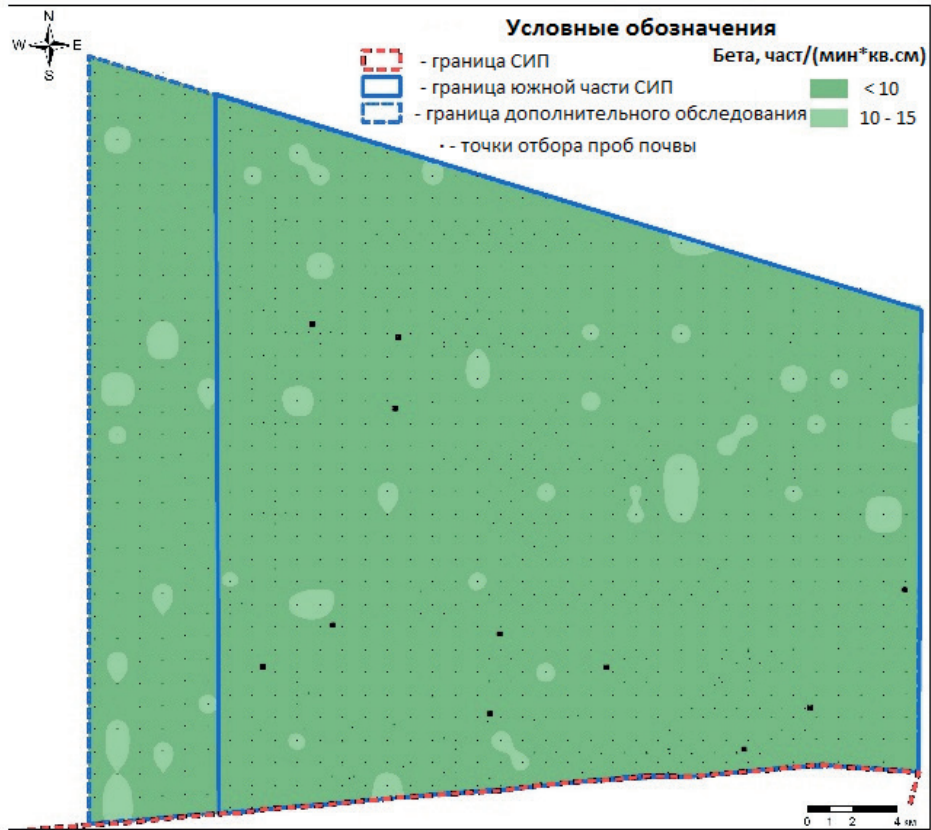 N
W E
S
Условные обозначения
- граница СИП
- граница южной части СИП
- граница дополнительного обследования
· - точки отбора проб почвы
Бета, част/(мин*кв.см)
< 10
10 - 15
0 1 2 4 км